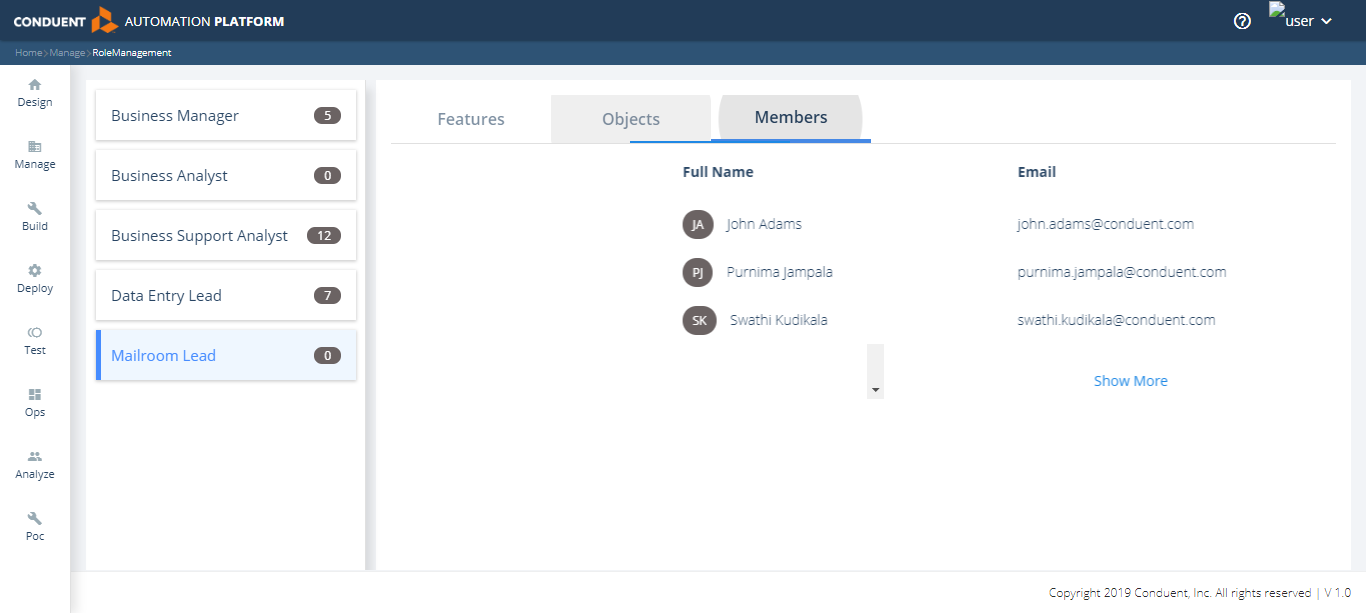 CONDUENT AUTOMATION PLATFORM
user
Home>Manage>RoleManagement
Design
Manage
Build
Deploy
Test
Ops
Analyze
Poc
Business Manager 5
Business Analyst 0
Business Support Analyst 12
Data Entry Lead 7
Mailroom Lead 0
Features Objects Members
Full Name Email
JA John Adams john.adams@conduent.com
PJ Purnima Jampala purnima.jampala@conduent.com
SK Swathi Kudikala swathi.kudikala@conduent.com
Show More
Copyright 2019 Conduent, Inc. All rights reserved | V 1.0